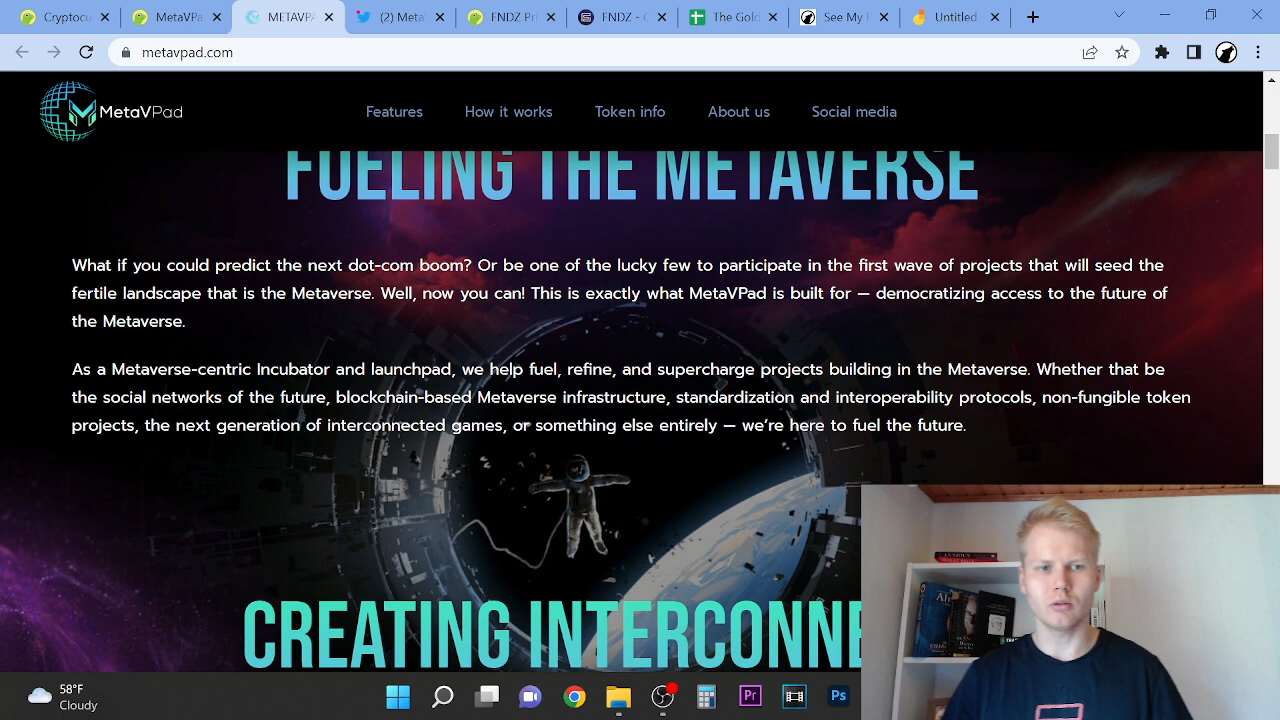 Cryptoc
MetaVPa
METAVPA
(2) Meta
FNDZ Pri
FNDZ - (
The Gold
See My F
Untitled
metavpad.com
MetaVPad
Features
How it works
Token info
About us
Social media
FUELING THE METAVERSE
What if you could predict the next dot-com boom? Or be one of the lucky few to participate in the first wave of projects that will seed the
fertile landscape that is the Metaverse. Well, now you can! This is exactly what MetaVPad is built for — democratizing access to the future of
the Metaverse.
As a Metaverse-centric Incubator and launchpad, we help fuel, refine, and supercharge projects building in the Metaverse. Whether that be
the social networks of the future, blockchain-based Metaverse infrastructure, standardization and interoperability protocols, non-fungible token
projects, the next generation of interconnected games, or something else entirely — we're here to fuel the future.
CREATING INTERCONNE
58°F
Cloudy
Pr
Ps